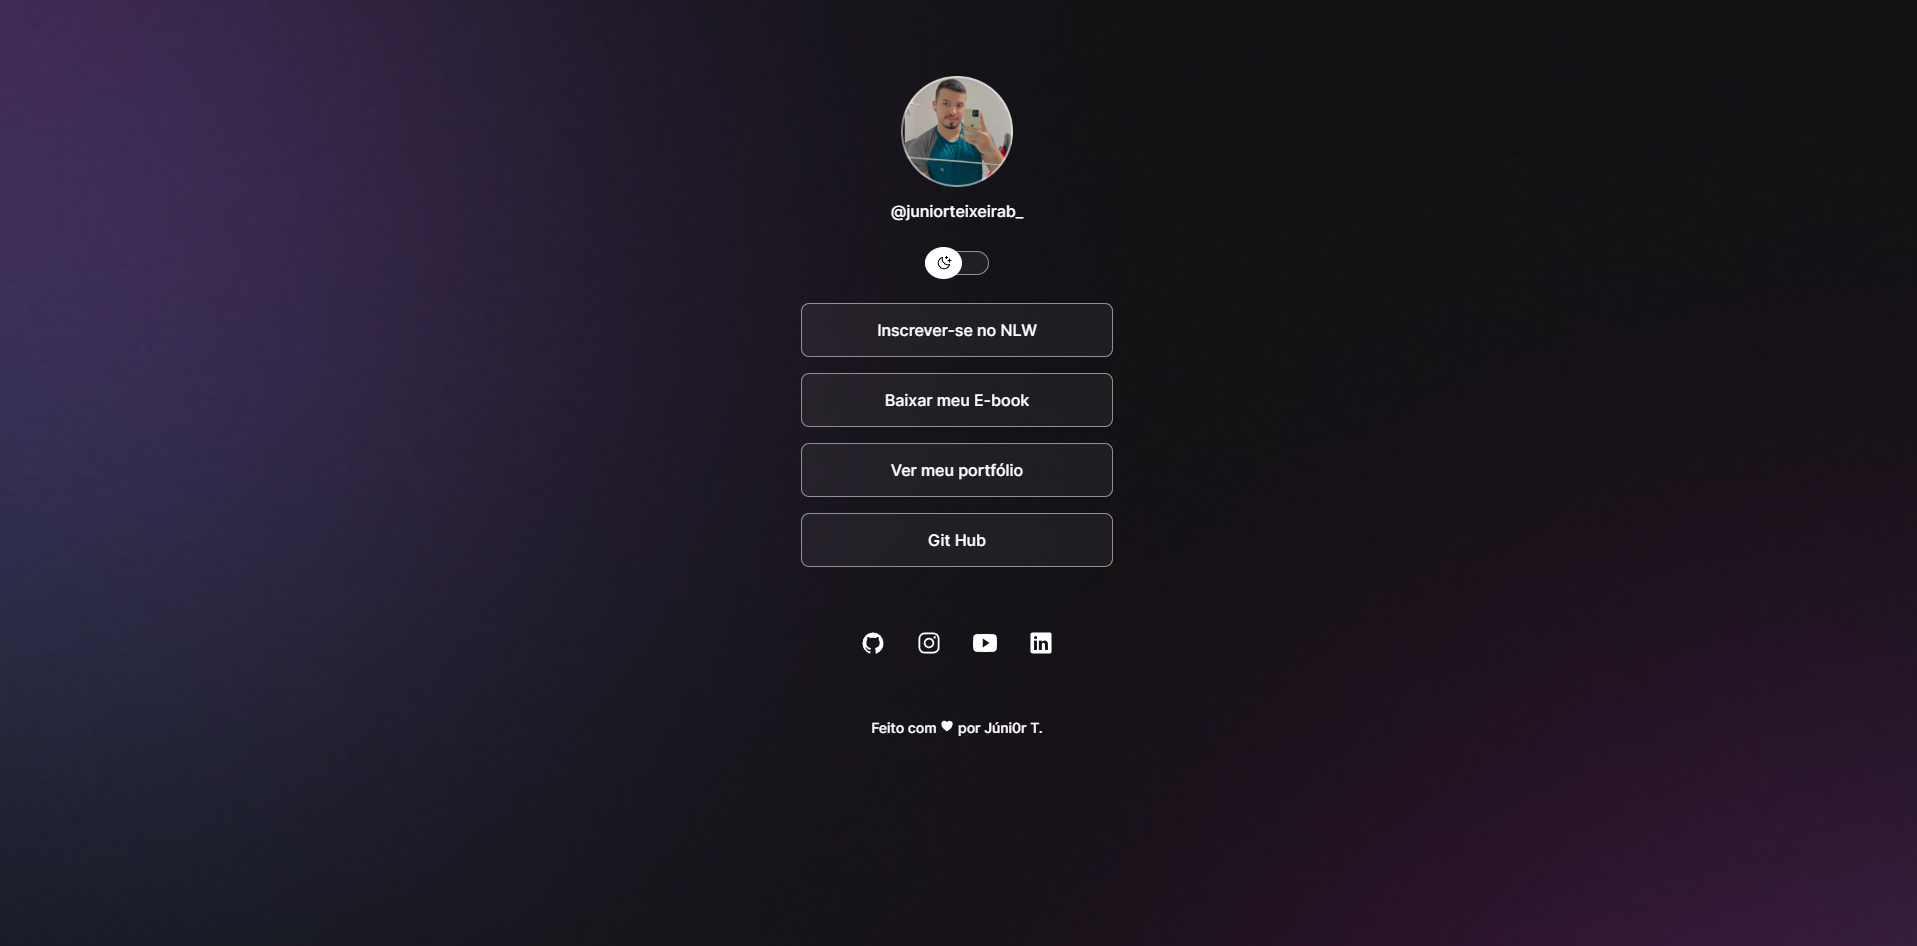 @juniorteixeirab_
Inscrever-se no NLW
Baixar meu E-book
Ver meu portfólio
Git Hub
Feito com ♥ por Júni0r T.